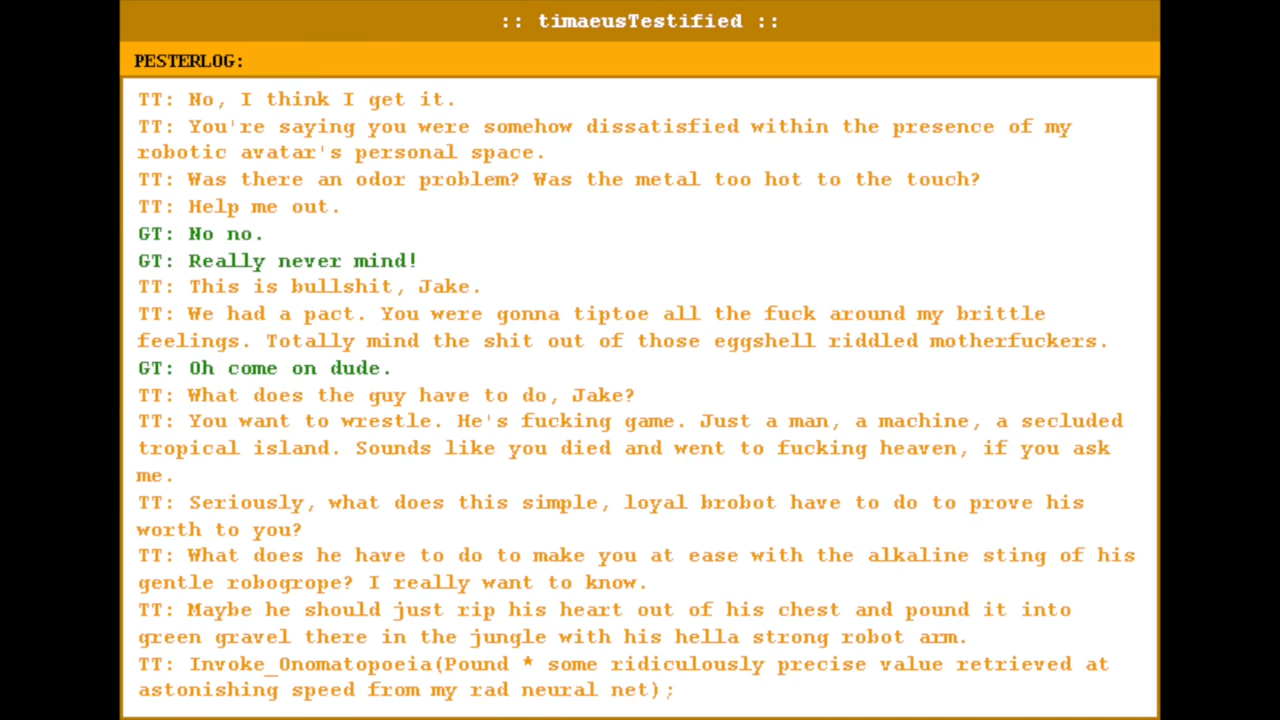 :: timaeusTestified ::
PESTERLOG:
TT: No, I think I get it.
TT: You're saying you were somehow dissatisfied within the presence of my
robotic avatar's personal space.
TT: Was there an odor problem? Was the metal too hot to the touch?
TT: Help me out.
GT: No no.
GT: Really never mind!
TT: This is bullshit, Jake.
TT: We had a pact. You were gonna tiptoe all the fuck around my brittle
feelings. Totally mind the shit out of those eggshell riddled motherfuckers.
GT: Oh come on dude.
TT: What does the guy have to do, Jake?
TT: You want to wrestle. He's fucking game. Just a man, a machine, a secluded
tropical island. Sounds like you died and went to fucking heaven, if you ask
me.
TT: Seriously, what does this simple, loyal brobot have to do to prove his
worth to you?
TT: What does he have to do to make you at ease with the alkaline sting of his
gentle robogrope? I really want to know.
TT: Maybe he should just rip his heart out of his chest and pound it into
green gravel there in the jungle with his hella strong robot arm.
TT: Invoke_Onomatopoeia(Pound * some ridiculously precise value retrieved at
astonishing speed from my rad neural net);